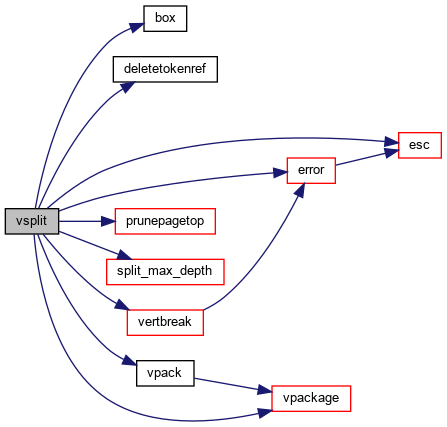 box
deletetokenref
esc
error
vsplit
prunepagetop
split_max_depth
vertbreak
vpack
vpackage